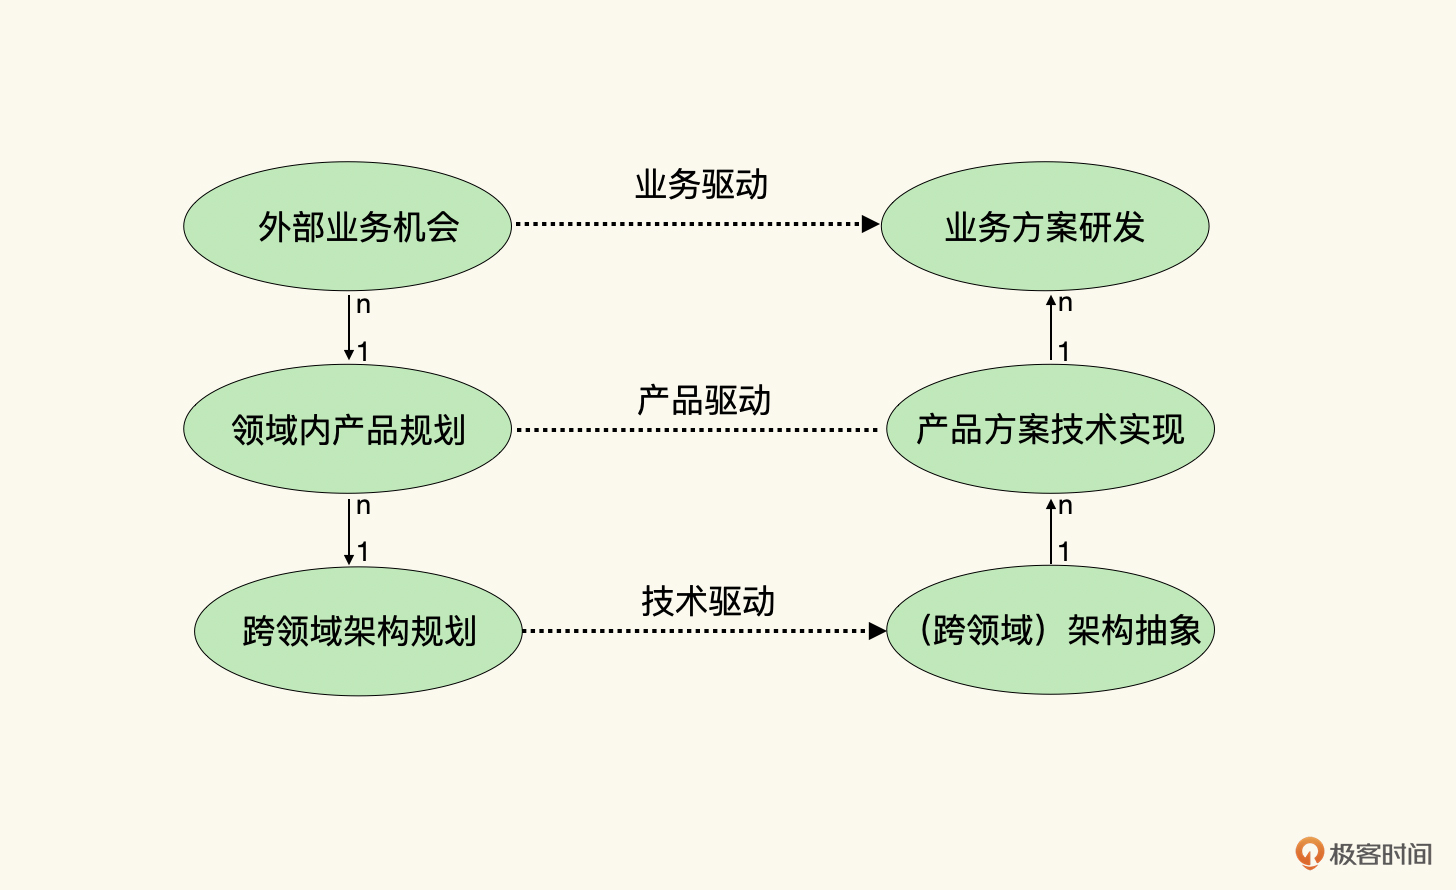 业务驱动
外部业务机会
业务方案研发
n
n
1
1
产品驱动
领域内产品规划
产品方案技术实现
n
n
1
1
技术驱动
跨领域架构规划
（跨领域）架构抽象
极客时间